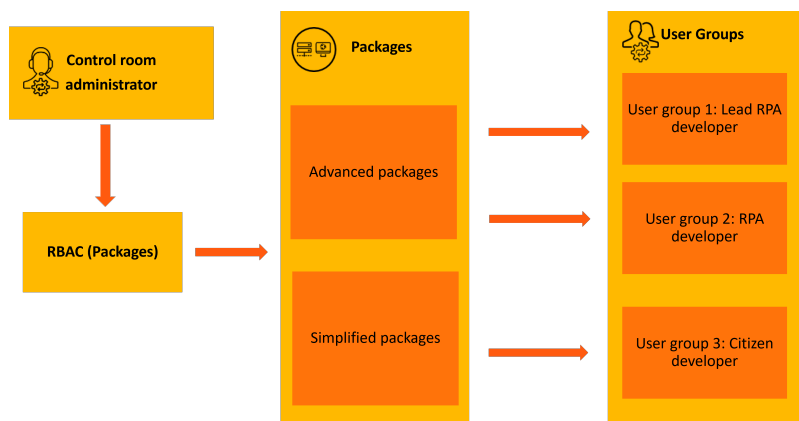 Control room
administrator
RBAC (Packages)
Packages
Advanced packages
Simplified packages
User Groups
User group 1: Lead RPA
developer
User group 2: RPA
developer
User group 3: Citizen
developer